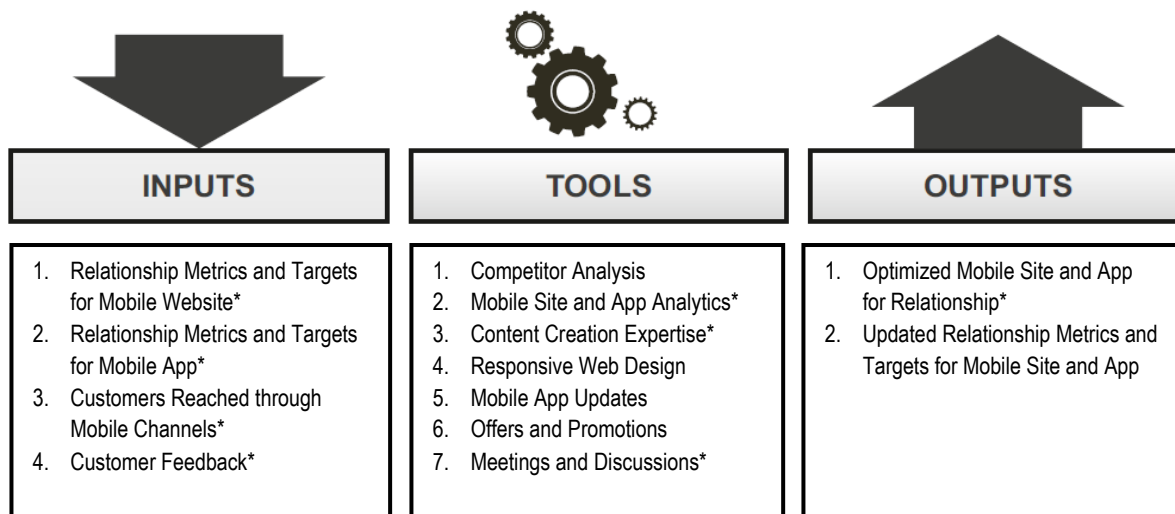 INPUTS
1. Relationship Metrics and Targets
for Mobile Website*
2. Relationship Metrics and Targets
for Mobile App*
3. Customers Reached through
Mobile Channels*
4. Customer Feedback*
TOOLS
1. Competitor Analysis
2. Mobile Site and App Analytics*
3. Content Creation Expertise*
4. Responsive Web Design
5. Mobile App Updates
6. Offers and Promotions
7. Meetings and Discussions*
OUTPUTS
1. Optimized Mobile Site and App
for Relationship*
2. Updated Relationship Metrics and
Targets for Mobile Site and App